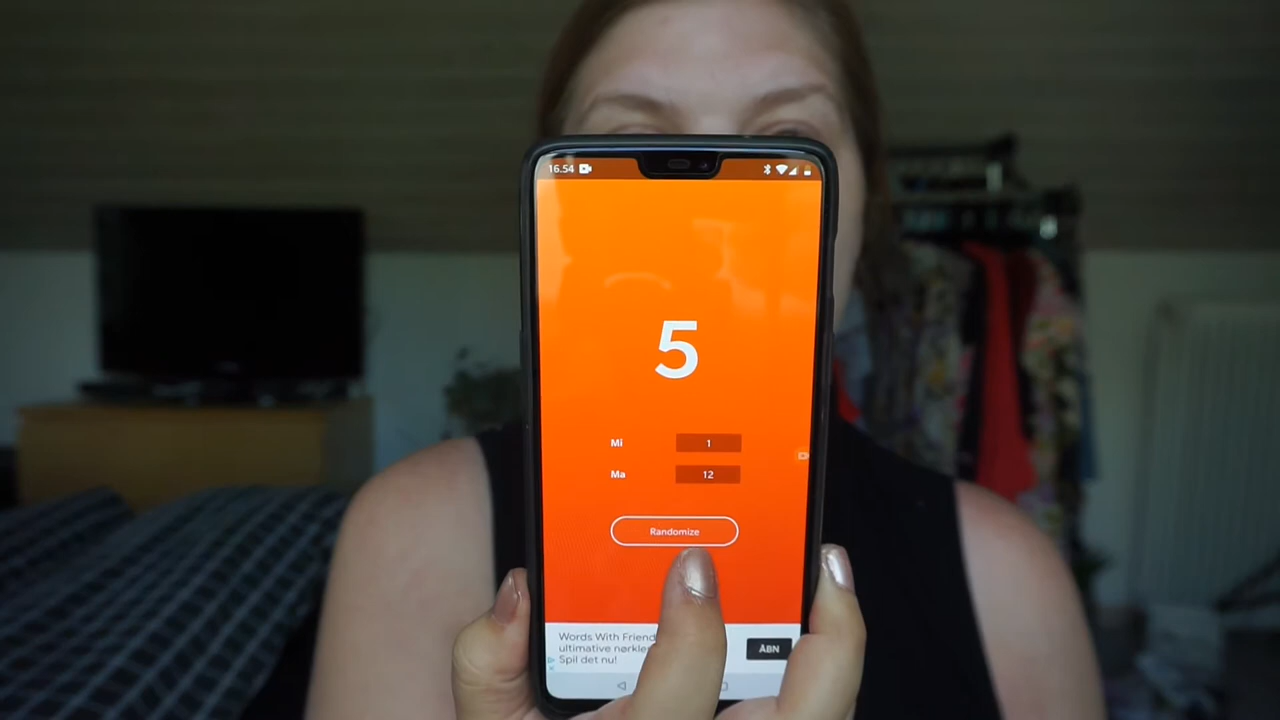 16.54
5
Mi 1
Ma 12
Randomize
Words With Friend
ultimative nørkle
Spil det nu!
ÅBN